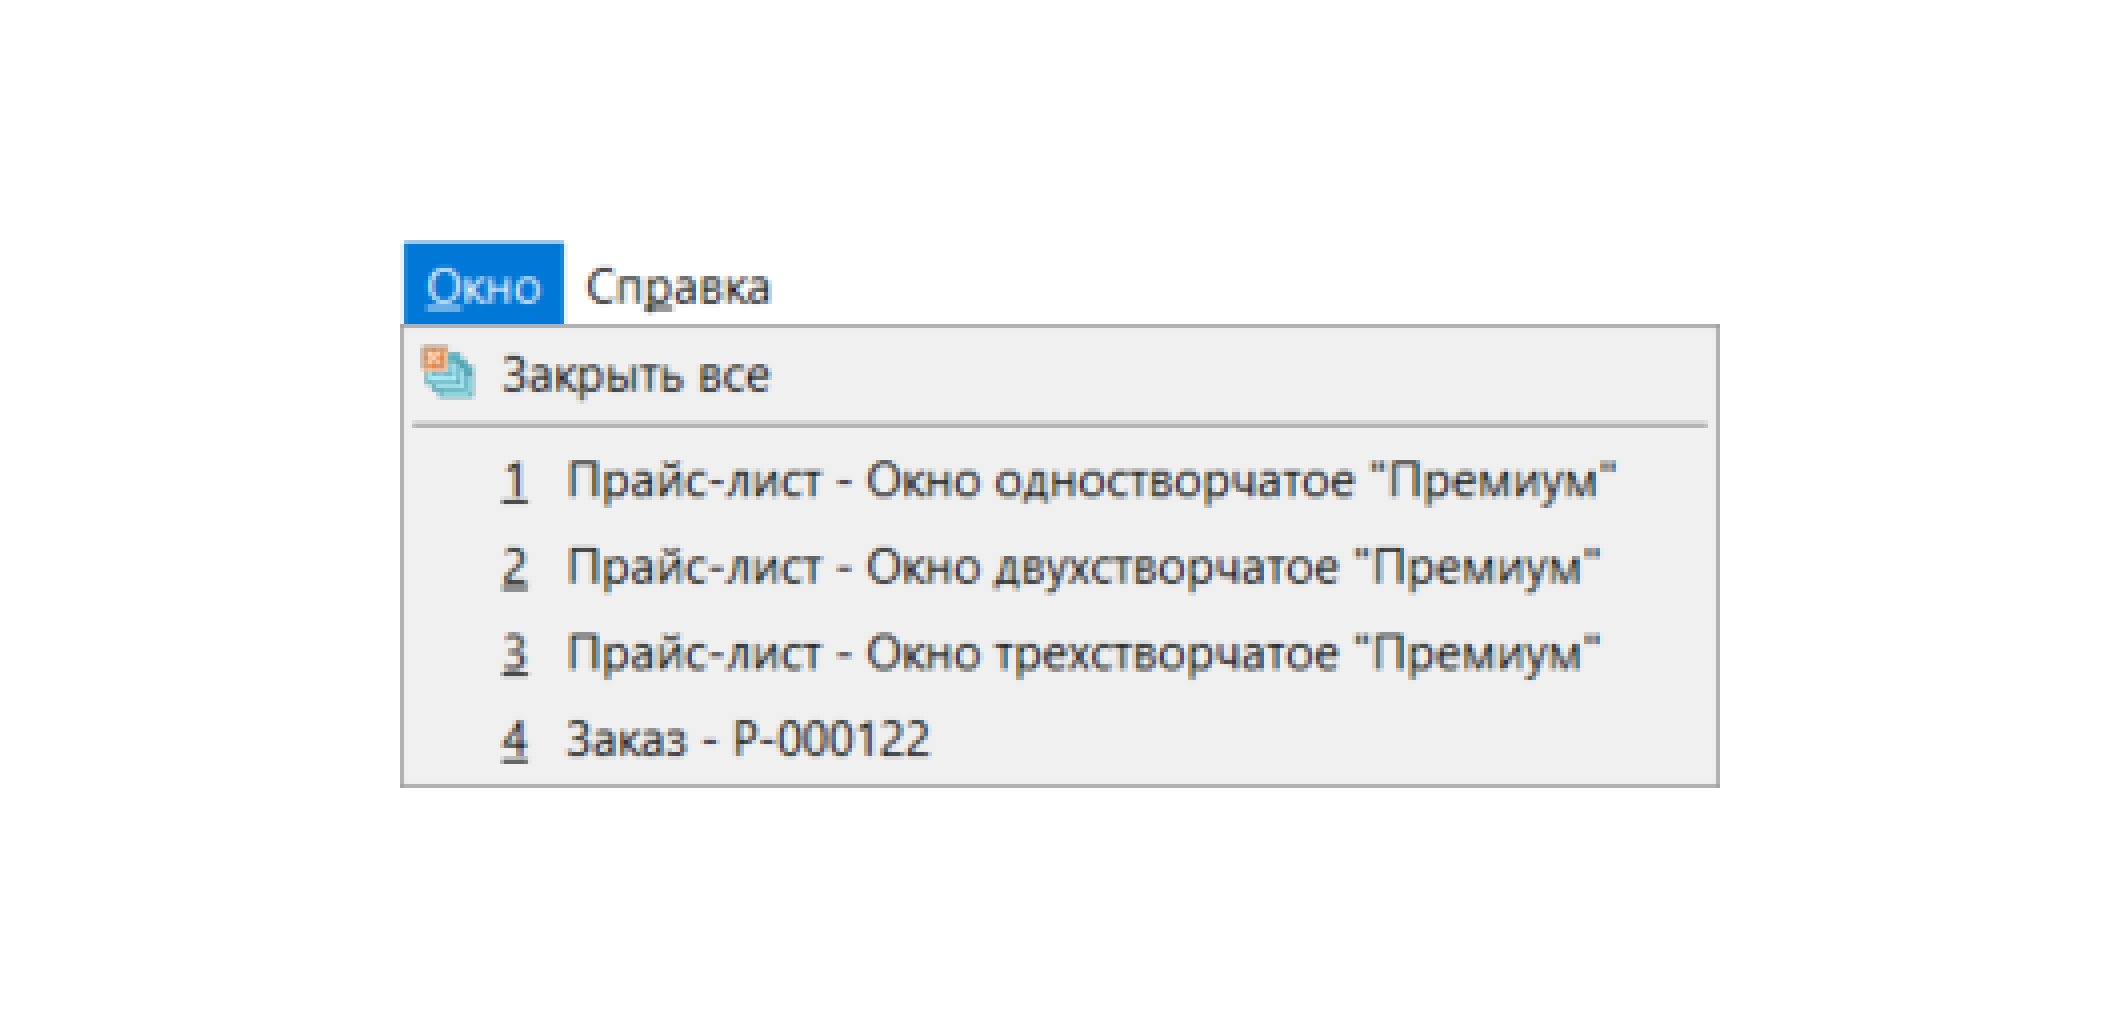 Окно Справка
Закрыть все
1 Прайс-лист - Окно одностворчатое "Премиум"
2 Прайс-лист - Окно двухстворчатое "Премиум"
3 Прайс-лист - Окно трехстворчатое "Премиум"
4 Заказ - Р-000122